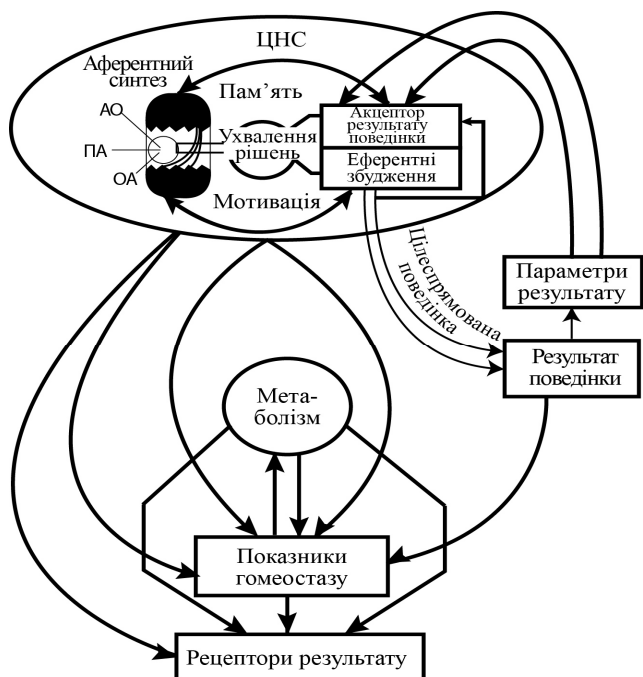 ЦНС
Аферентний
синтез
Пам’ять
АО
ПА
ОА
Ухвалення
рішень
Акцептор
результату
поведінки
Еферентні
збудження
Мотивація
Цілеспрямована
поведінка
Параметри
результату
Результат
поведінки
Мета-
болізм
Показники
гомеостазу
Рецептори результату